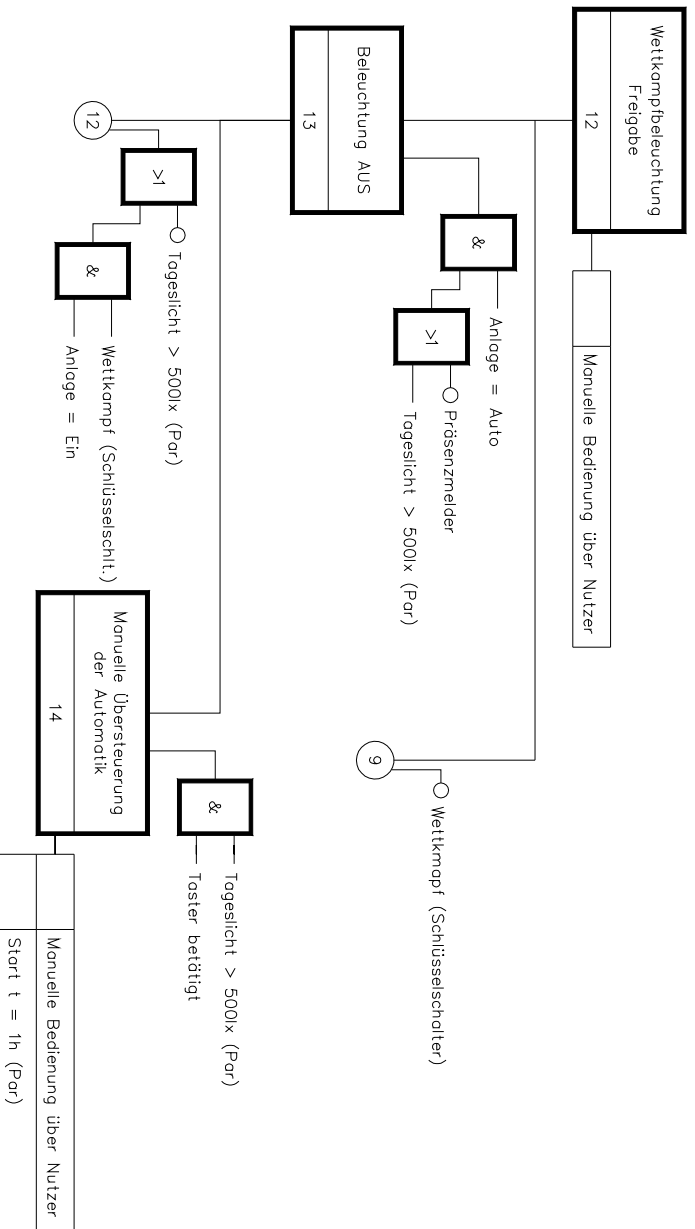 Wettkampfbeleuchtung
Freigabe
12
Manuelle Bedienung über Nutzer
&
Anlage = Auto
>1
Präsenzmelder
Tageslicht > 500lx (Par)
9
Wettkmapf (Schlüsselschalter)
Beleuchtung AUS
13
12
>1
Tageslicht > 500lx (Par)
&
Wettkampf (Schlüsselschlt.)
Anlage = Ein
&
Tageslicht > 500lx (Par)
Taster betätigt
Manuelle Übersteuerung
der Automatik
14
Manuelle Bedienung über Nutzer
Start t = 1h (Par)